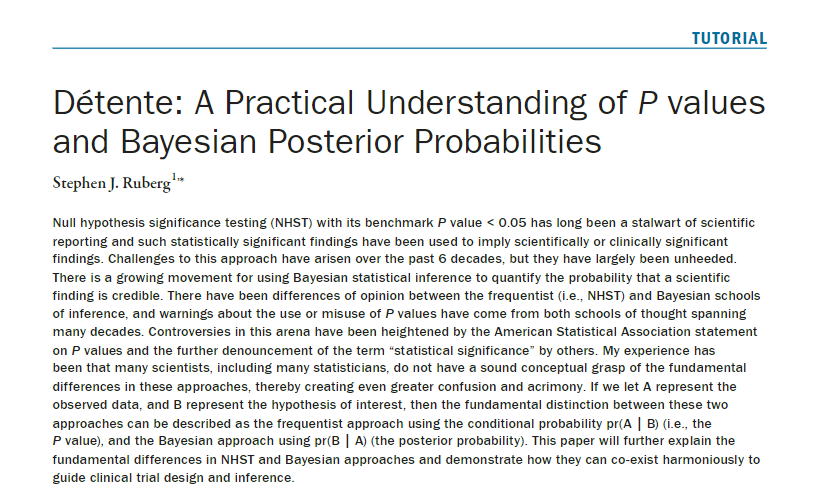 TUTORIAL
Détente: A Practical Understanding of P values
and Bayesian Posterior Probabilities
Stephen J. Ruberg1,*
Null hypothesis significance testing (NHST) with its benchmark P value < 0.05 has long been a stalwart of scientific
reporting and such statistically significant findings have been used to imply scientifically or clinically significant
findings. Challenges to this approach have arisen over the past 6 decades, but they have largely been unheeded.
There is a growing movement for using Bayesian statistical inference to quantify the probability that a scientific
finding is credible. There have been differences of opinion between the frequentist (i.e., NHST) and Bayesian schools
of inference, and warnings about the use or misuse of P values have come from both schools of thought spanning
many decades. Controversies in this arena have been heightened by the American Statistical Association statement
on P values and the further denouncement of the term “statistical significance” by others. My experience has
been that many scientists, including many statisticians, do not have a sound conceptual grasp of the fundamental
differences in these approaches, thereby creating even greater confusion and acrimony. If we let A represent the
observed data, and B represent the hypothesis of interest, then the fundamental distinction between these two
approaches can be described as the frequentist approach using the conditional probability pr(A | B) (i.e., the
P value), and the Bayesian approach using pr(B | A) (the posterior probability). This paper will further explain the
fundamental differences in NHST and Bayesian approaches and demonstrate how they can co-exist harmoniously to
guide clinical trial design and inference.